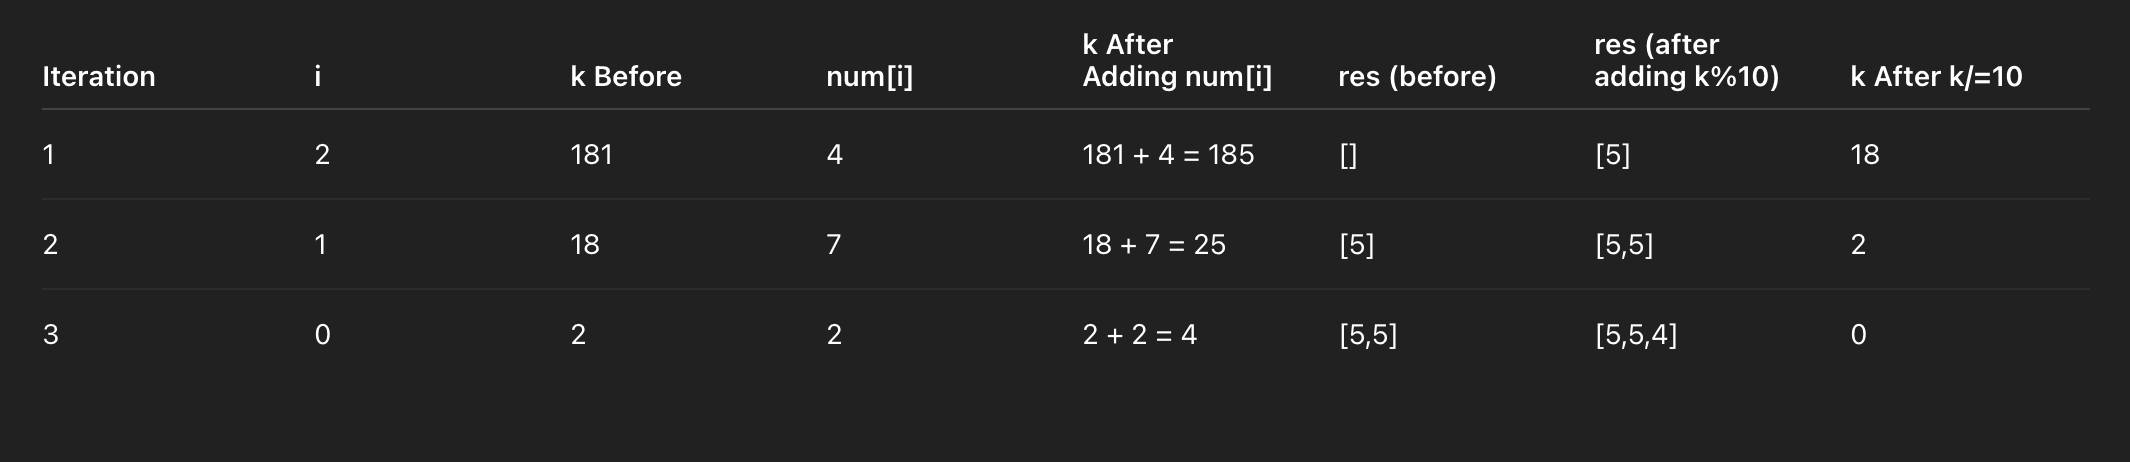 Iteration i k Before num[i] k After Adding num[i] res (before) res (after adding k%10) k After k/=10
1 2 181 4 181 + 4 = 185 [] [5] 18
2 1 18 7 18 + 7 = 25 [5] [5,5] 2
3 0 2 2 2 + 2 = 4 [5,5] [5,5,4] 0